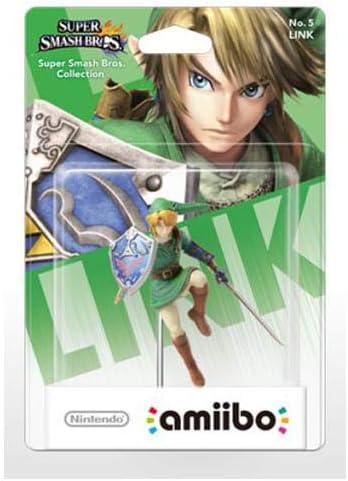 SUPER
SMASH BROS.
Super Smash Bros.
Collection
No. 5
LINK
LINK
Nintendo
amiibo